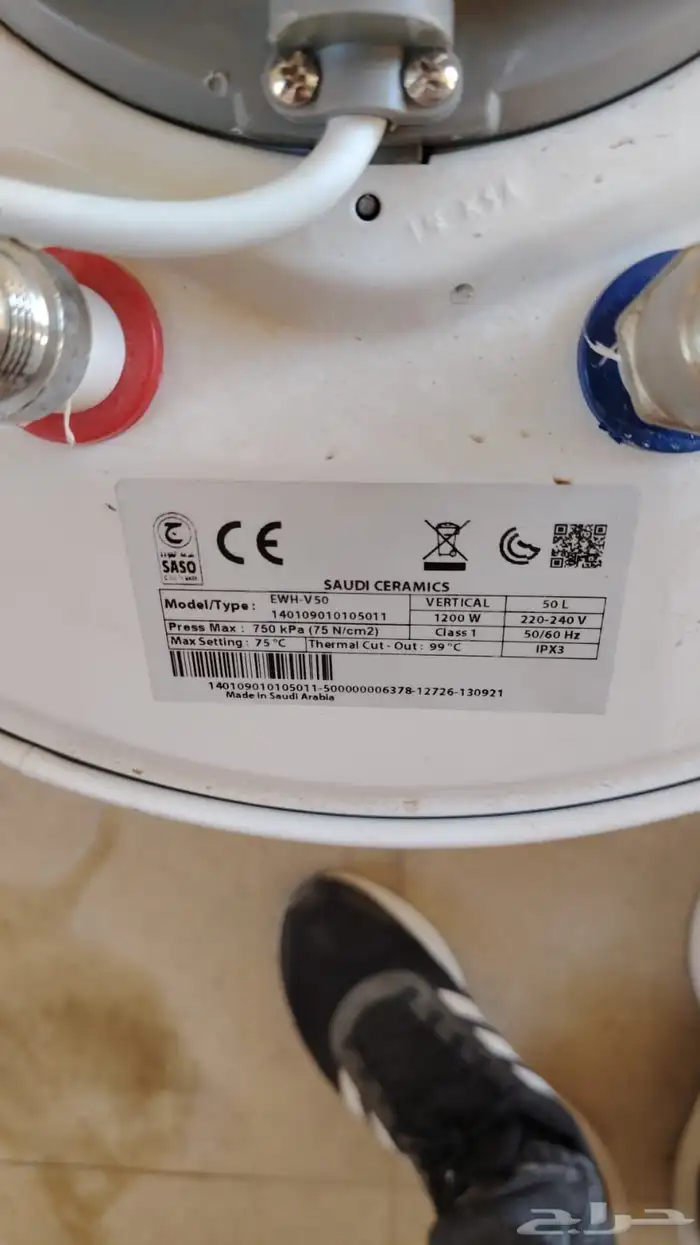 ج
SASO
CE
SAUDI CERAMICS
Model/Type : EWH-V50 VERTICAL 50 L
140109010105011 1200 W 220-240 V
Press Max : 750 kPa (75 N/cm2) Class 1 50/60 Hz
Max Setting : 75 °C Thermal Cut - Out : 99 °C IPX3
140109010105011-500000006378-12726-130921
Made in Saudi Arabia
حراج